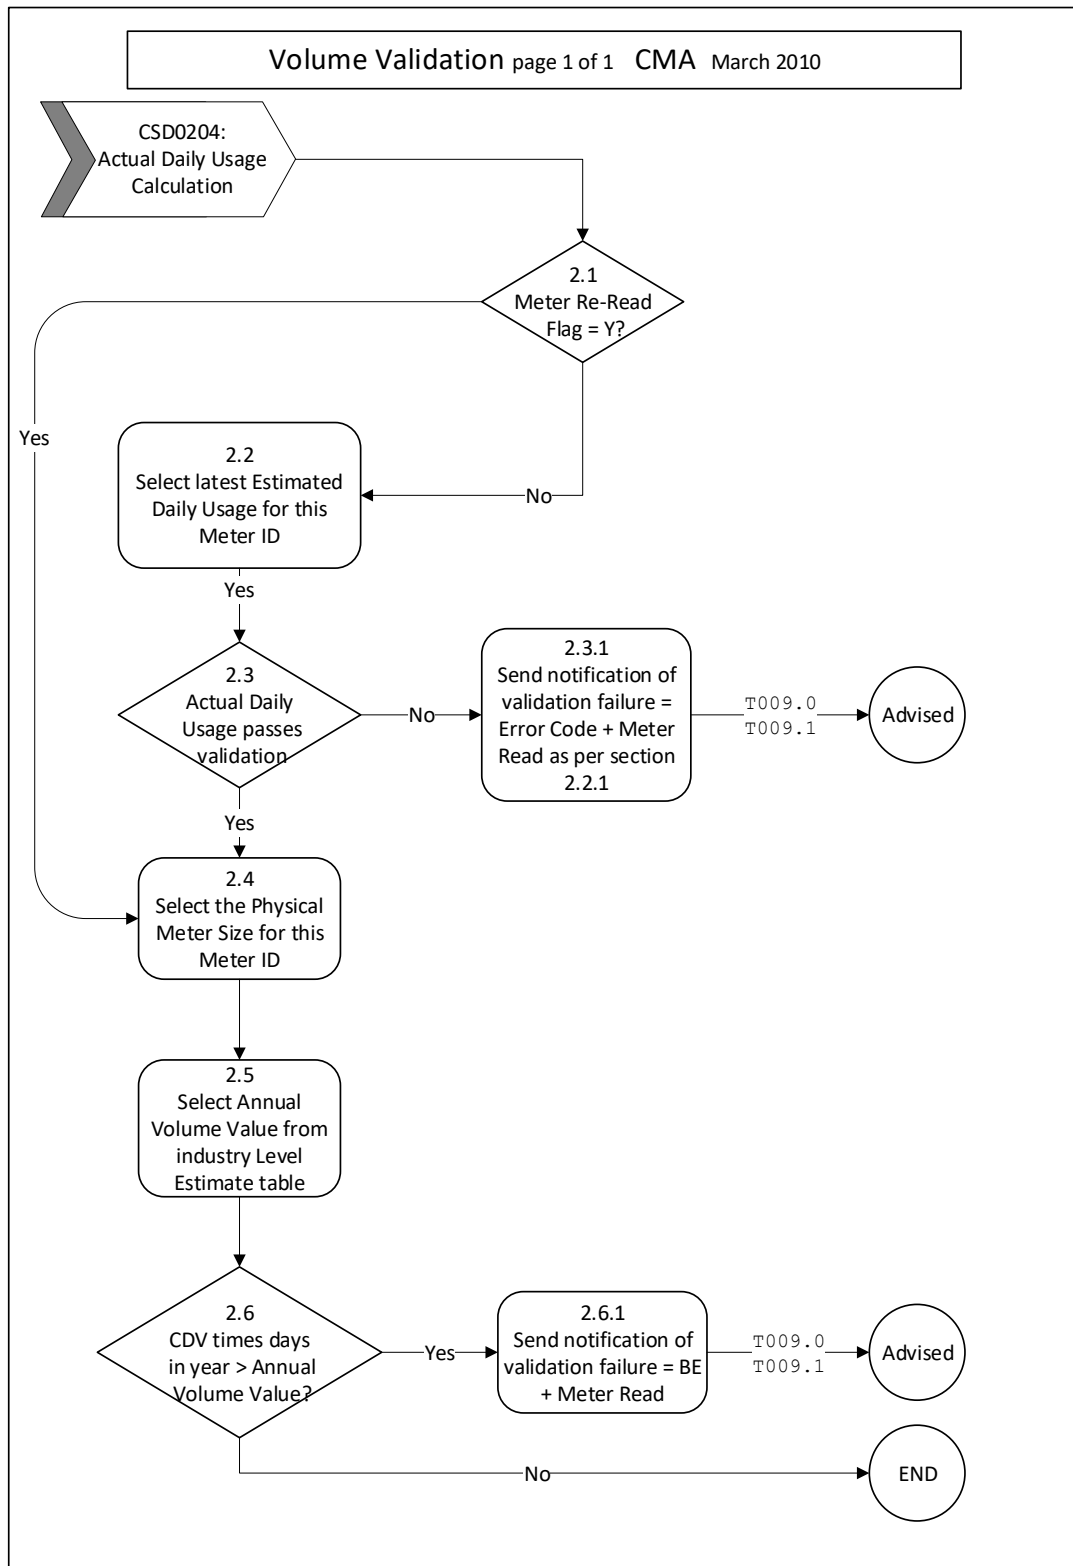 Volume Validation page 1 of 1 CMA March 2010
CSD0204:
Actual Daily Usage
Calculation
2.1
Meter Re-Read
Flag = Y?
Yes
No
2.2
Select latest Estimated
Daily Usage for this
Meter ID
Yes
2.3
Actual Daily
Usage passes
validation
No
2.3.1
Send notification of
validation failure =
Error Code + Meter
Read as per section
2.2.1
T009.0
T009.1
Advised
Yes
2.4
Select the Physical
Meter Size for this
Meter ID
2.5
Select Annual
Volume Value from
industry Level
Estimate table
2.6
CDV times days
in year > Annual
Volume Value?
Yes
2.6.1
Send notification of
validation failure = BE
+ Meter Read
T009.0
T009.1
Advised
No
END